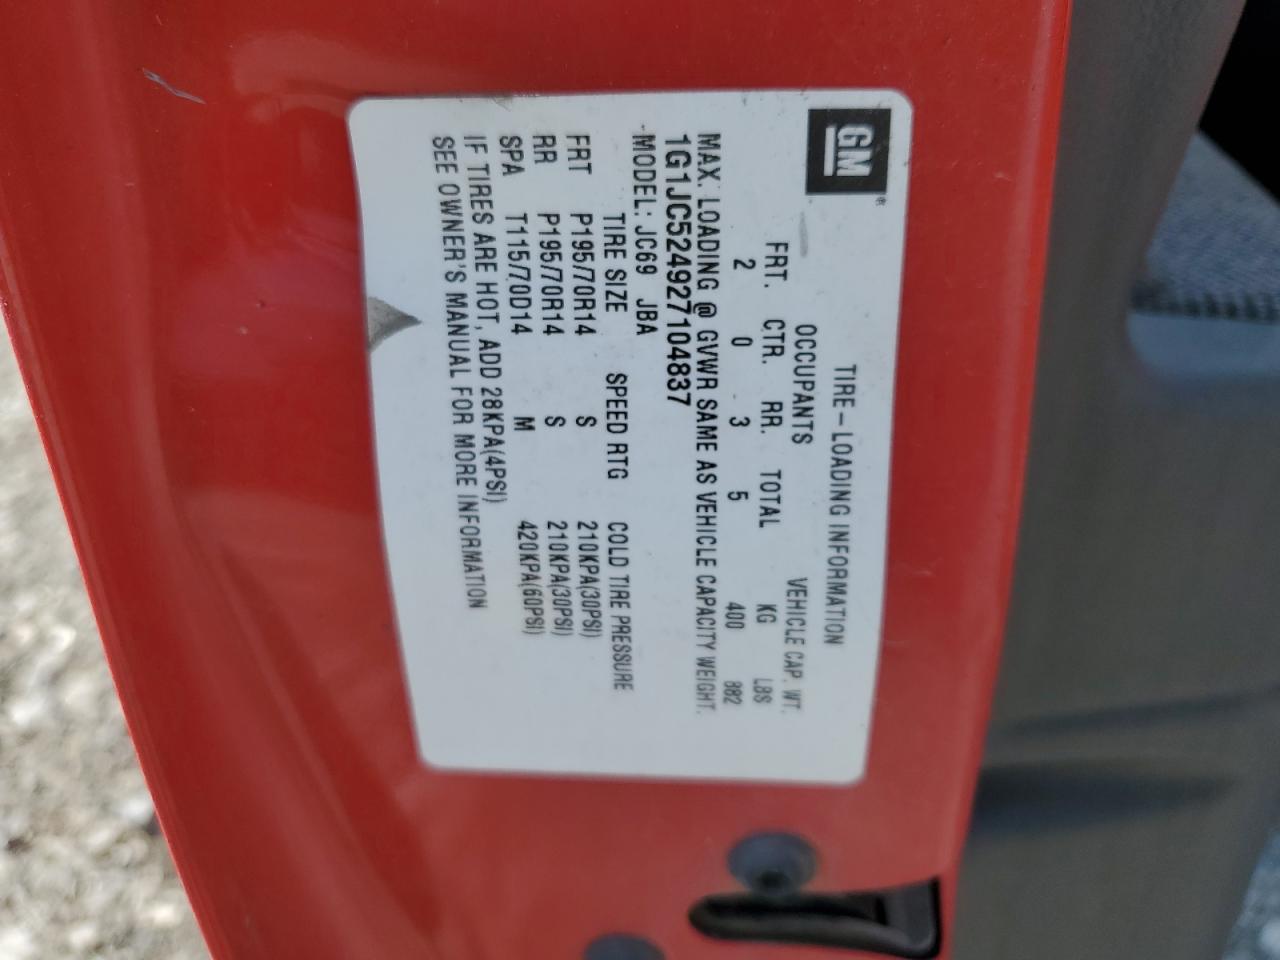 GM®
TIRE-LOADING INFORMATION
OCCUPANTS VEHICLE CAP. WT.
FRT. CTR. RR. TOTAL KG LBS
2 0 3 5 400 882
MAX. LOADING @ GVWR SAME AS VEHICLE CAPACITY WEIGHT.
1G1JC524927104837
MODEL: JC69 JBA
TIRE SIZE SPEED RTG COLD TIRE PRESSURE
FRT P195/70R14 S 210KPA(30PSI)
RR P195/70R14 S 210KPA(30PSI)
SPA T115/70D14 M 420KPA(60PSI)
IF TIRES ARE HOT, ADD 28KPA(4PSI)
SEE OWNER'S MANUAL FOR MORE INFORMATION